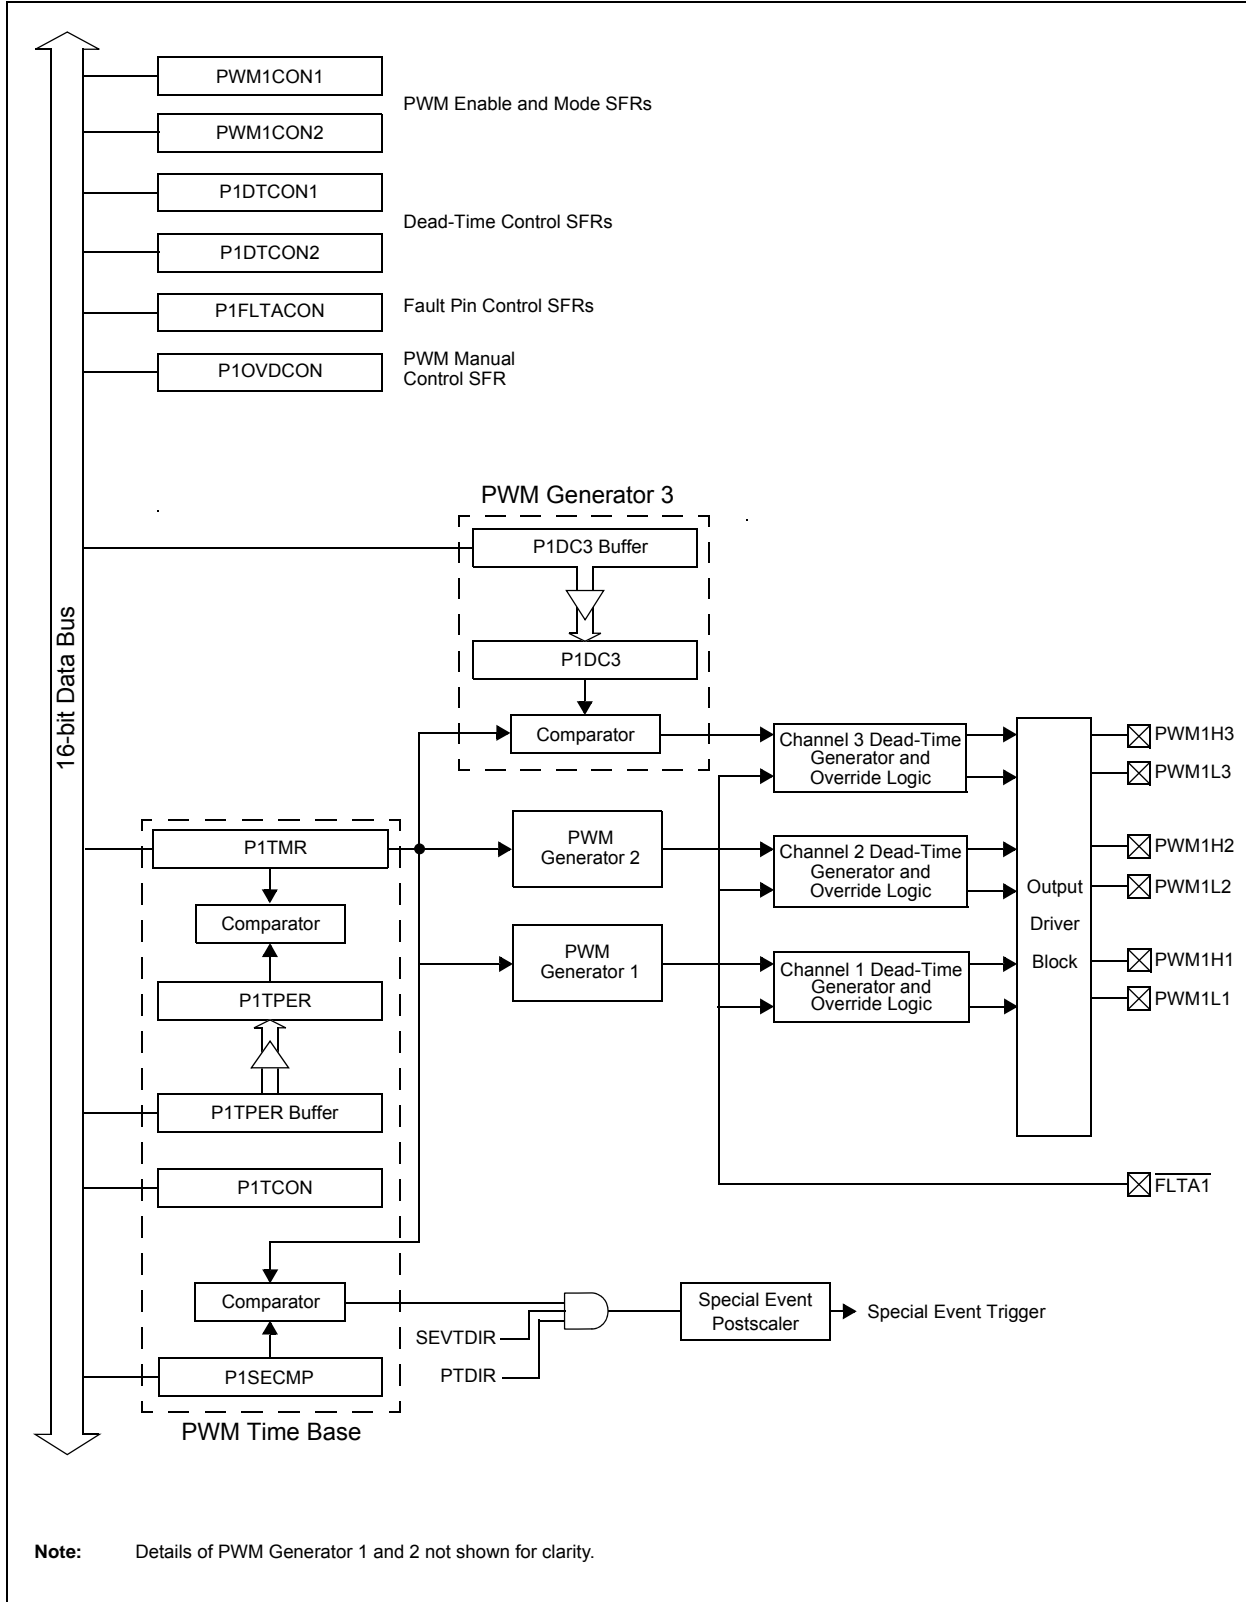 PWM1CON1
PWM Enable and Mode SFRs
PWM1CON2
P1DTCON1
Dead-Time Control SFRs
P1DTCON2
P1FLTACON
Fault Pin Control SFRs
P1OVDCON
PWM Manual
Control SFR
16-bit Data Bus
PWM Generator 3
P1DC3 Buffer
P1DC3
Comparator
Channel 3 Dead-Time
Generator and
Override Logic
PWM1H3
PWM1L3
P1TMR
Comparator
P1TPER
P1TPER Buffer
P1TCON
Comparator
P1SECMP
PWM Time Base
PWM
Generator 2
Channel 2 Dead-Time
Generator and
Override Logic
PWM1H2
PWM1L2
PWM
Generator 1
Channel 1 Dead-Time
Generator and
Override Logic
Output
Driver
Block
PWM1H1
PWM1L1
FLTA1
SEVTDIR
PTDIR
Special Event
Postscaler
Special Event Trigger
Note: Details of PWM Generator 1 and 2 not shown for clarity.